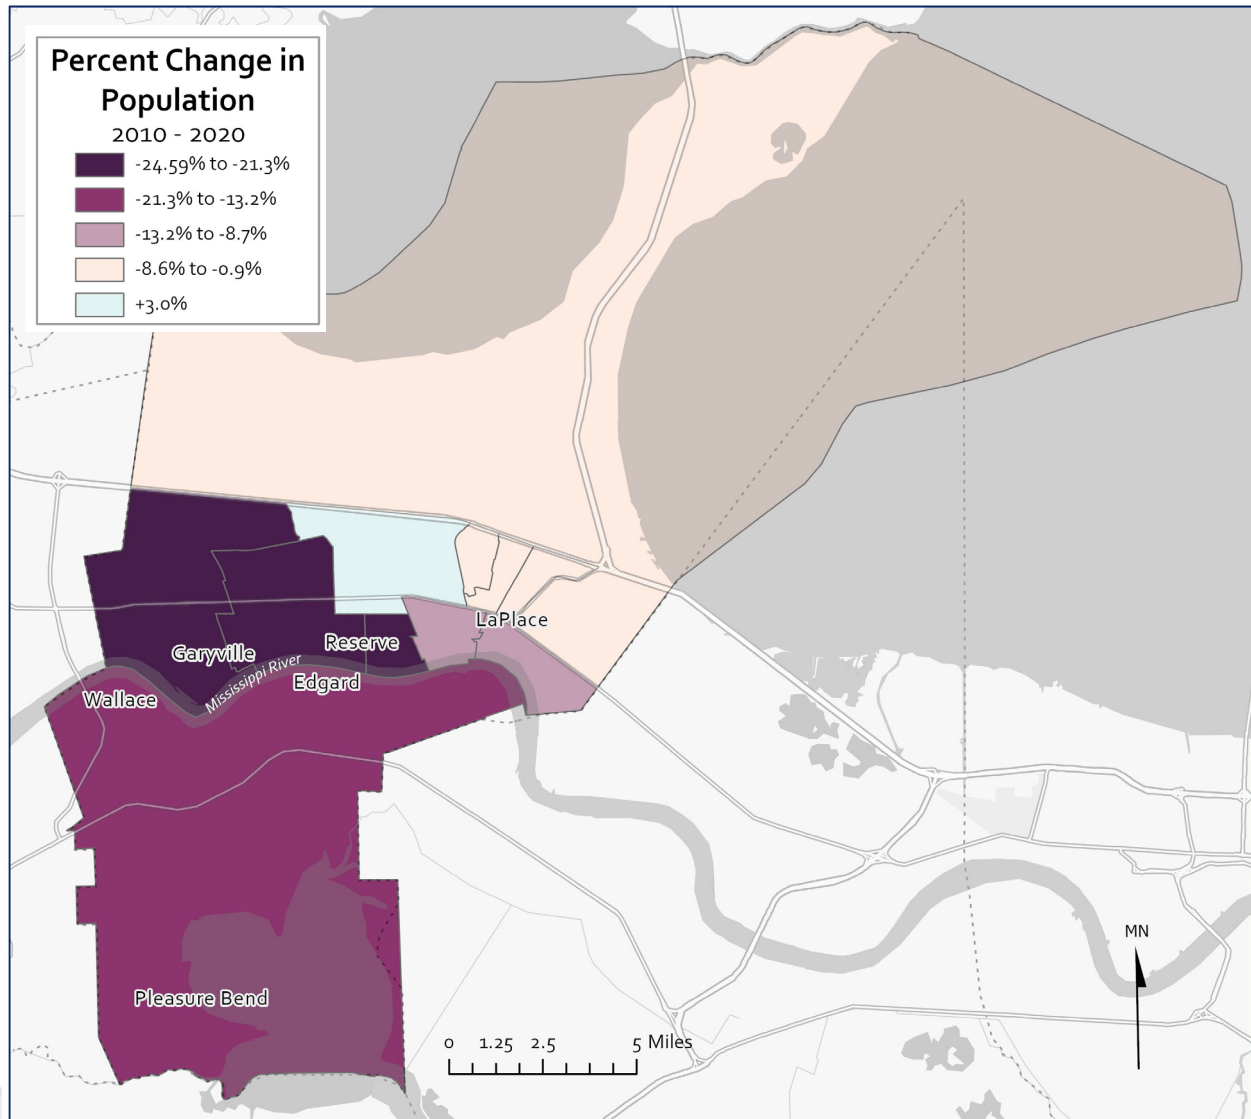 Percent Change in
Population
2010 - 2020
-24.59% to -21.3%
-21.3% to -13.2%
-13.2% to -8.7%
-8.6% to -0.9%
+3.0%
LaPlace
Reserve
Garyville
Mississippi River
Edgard
Wallace
MN
Pleasure Bend
0 1.25 2.5 5 Miles